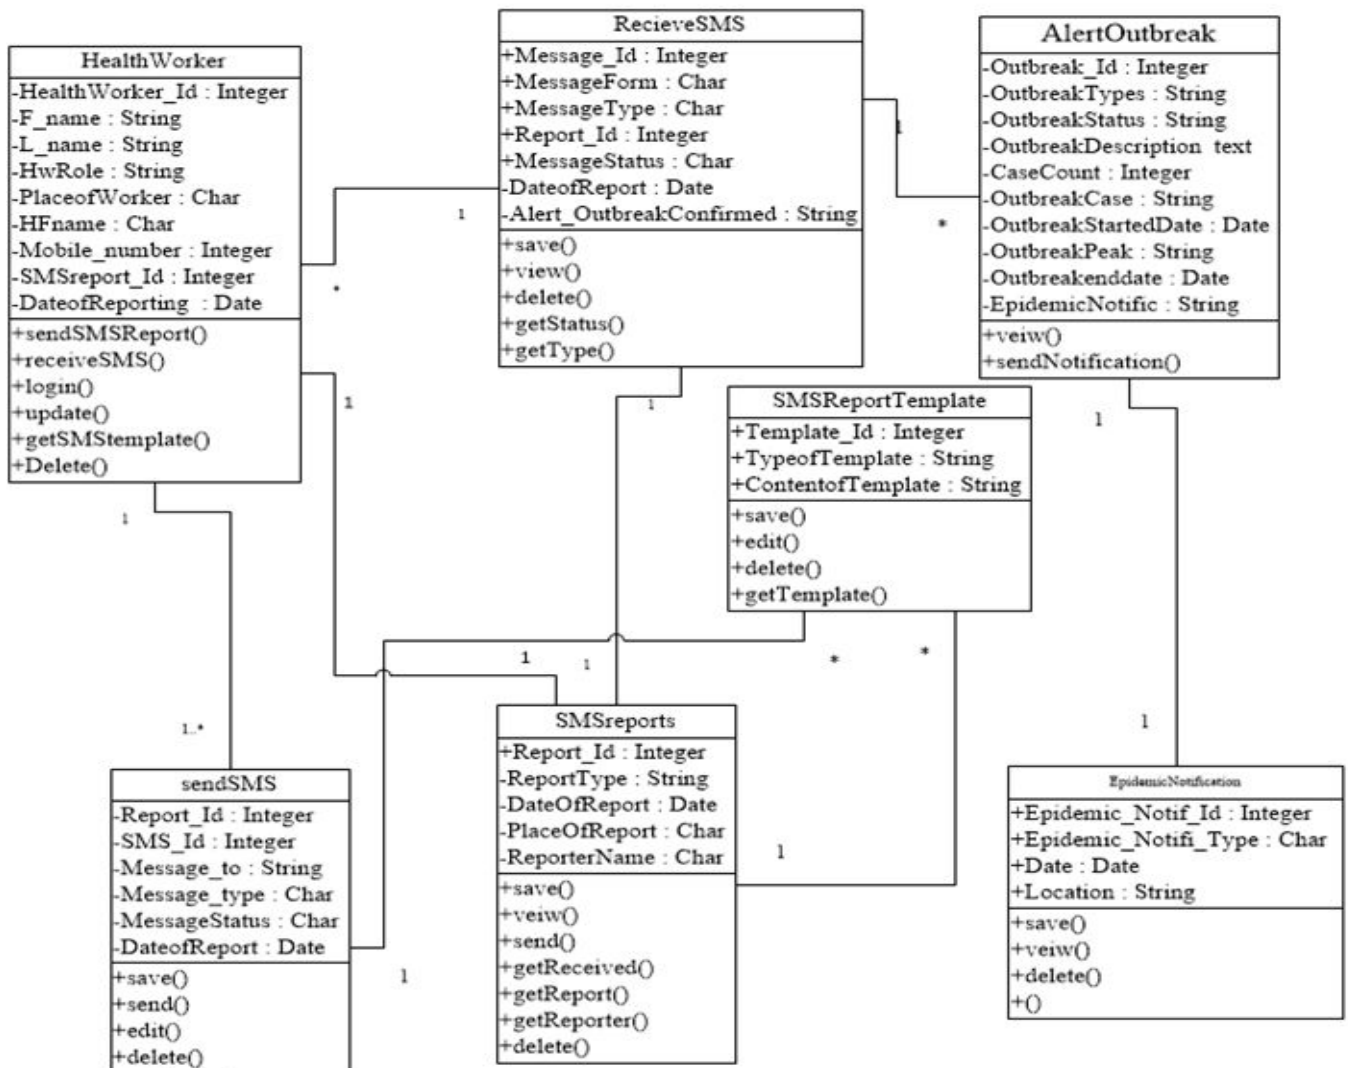 HealthWorker
-HealthWorker_Id : Integer
-F_name : String
-L_name : String
-HwRole : String
-PlaceofWorker : Char
-HFname : Char
-Mobile_number : Integer
-SMSreport_Id : Integer
-DateofReporting : Date
+sendSMSReport()
+receiveSMS()
+login()
+update()
+getSMStemplate()
+Delete()
RecieveSMS
+Message_Id : Integer
+MessageForm : Char
+MessageType : Char
+Report_Id : Integer
+MessageStatus : Char
-DateofReport : Date
-Alert_OutbreakConfirmed : String
+save()
+view()
+delete()
+getStatus()
+getType()
AlertOutbreak
-Outbreak_Id : Integer
-OutbreakTypes : String
-OutbreakStatus : String
-OutbreakDescription text
-CaseCount : Integer
-OutbreakCase : String
-OutbreakStartedDate : Date
-OutbreakPeak : String
-Outbreakenddate : Date
-EpidemicNotific : String
+veiw()
+sendNotification()
1
*
1
*
1
1
1
SMSReportTemplate
+Template_Id : Integer
+TypeofTemplate : String
+ContentofTemplate : String
+save()
+edit()
+delete()
+getTemplate()
1
1
1
*
*
1..*
1
1
1
sendSMS
-Report_Id : Integer
-SMS_Id : Integer
-Message_to : String
-Message_type : Char
-MessageStatus : Char
-DateofReport : Date
+save()
+send()
+edit()
+delete()
SMSreports
+Report_Id : Integer
-ReportType : String
-DateOfReport : Date
-PlaceOfReport : Char
-ReporterName : Char
+save()
+veiw()
+send()
+getReceived()
+getReport()
+getReporter()
+delete()
EpidemicNotification
+Epidemic_Notif_Id : Integer
+Epidemic_Notifi_Type : Char
+Date : Date
+Location : String
+save()
+veiw()
+delete()
+()